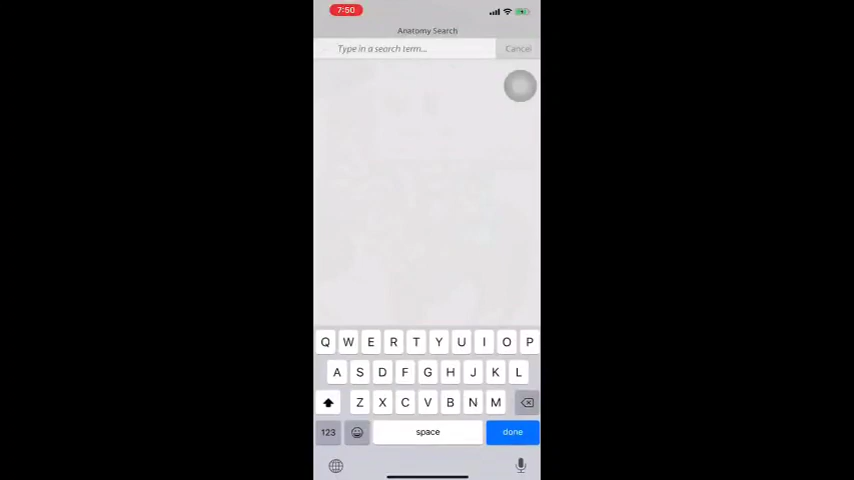 7:50
Anatomy Search
Type in a search term...
Cancel
Q W E R T Y U I O P
A S D F G H J K L
Z X C V B N M
123 space done